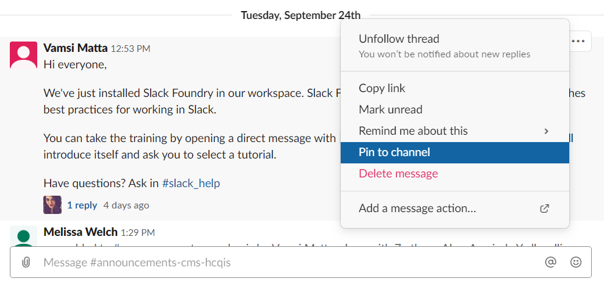 Tuesday, September 24th
Vamsi Matta 12:53 PM
Hi everyone,
We've just installed Slack Foundry in our workspace. Slack F
hes
best practices for working in Slack.
You can take the training by opening a direct message with
ll
introduce itself and ask you to select a tutorial.
Have questions? Ask in #slack_help
1 reply 4 days ago
Unfollow thread
You won't be notified about new replies
Copy link
Mark unread
Remind me about this
Pin to channel
Delete message
Add a message action...
Melissa Welch 1:29 PM
Message #announcements-cms-hcqis